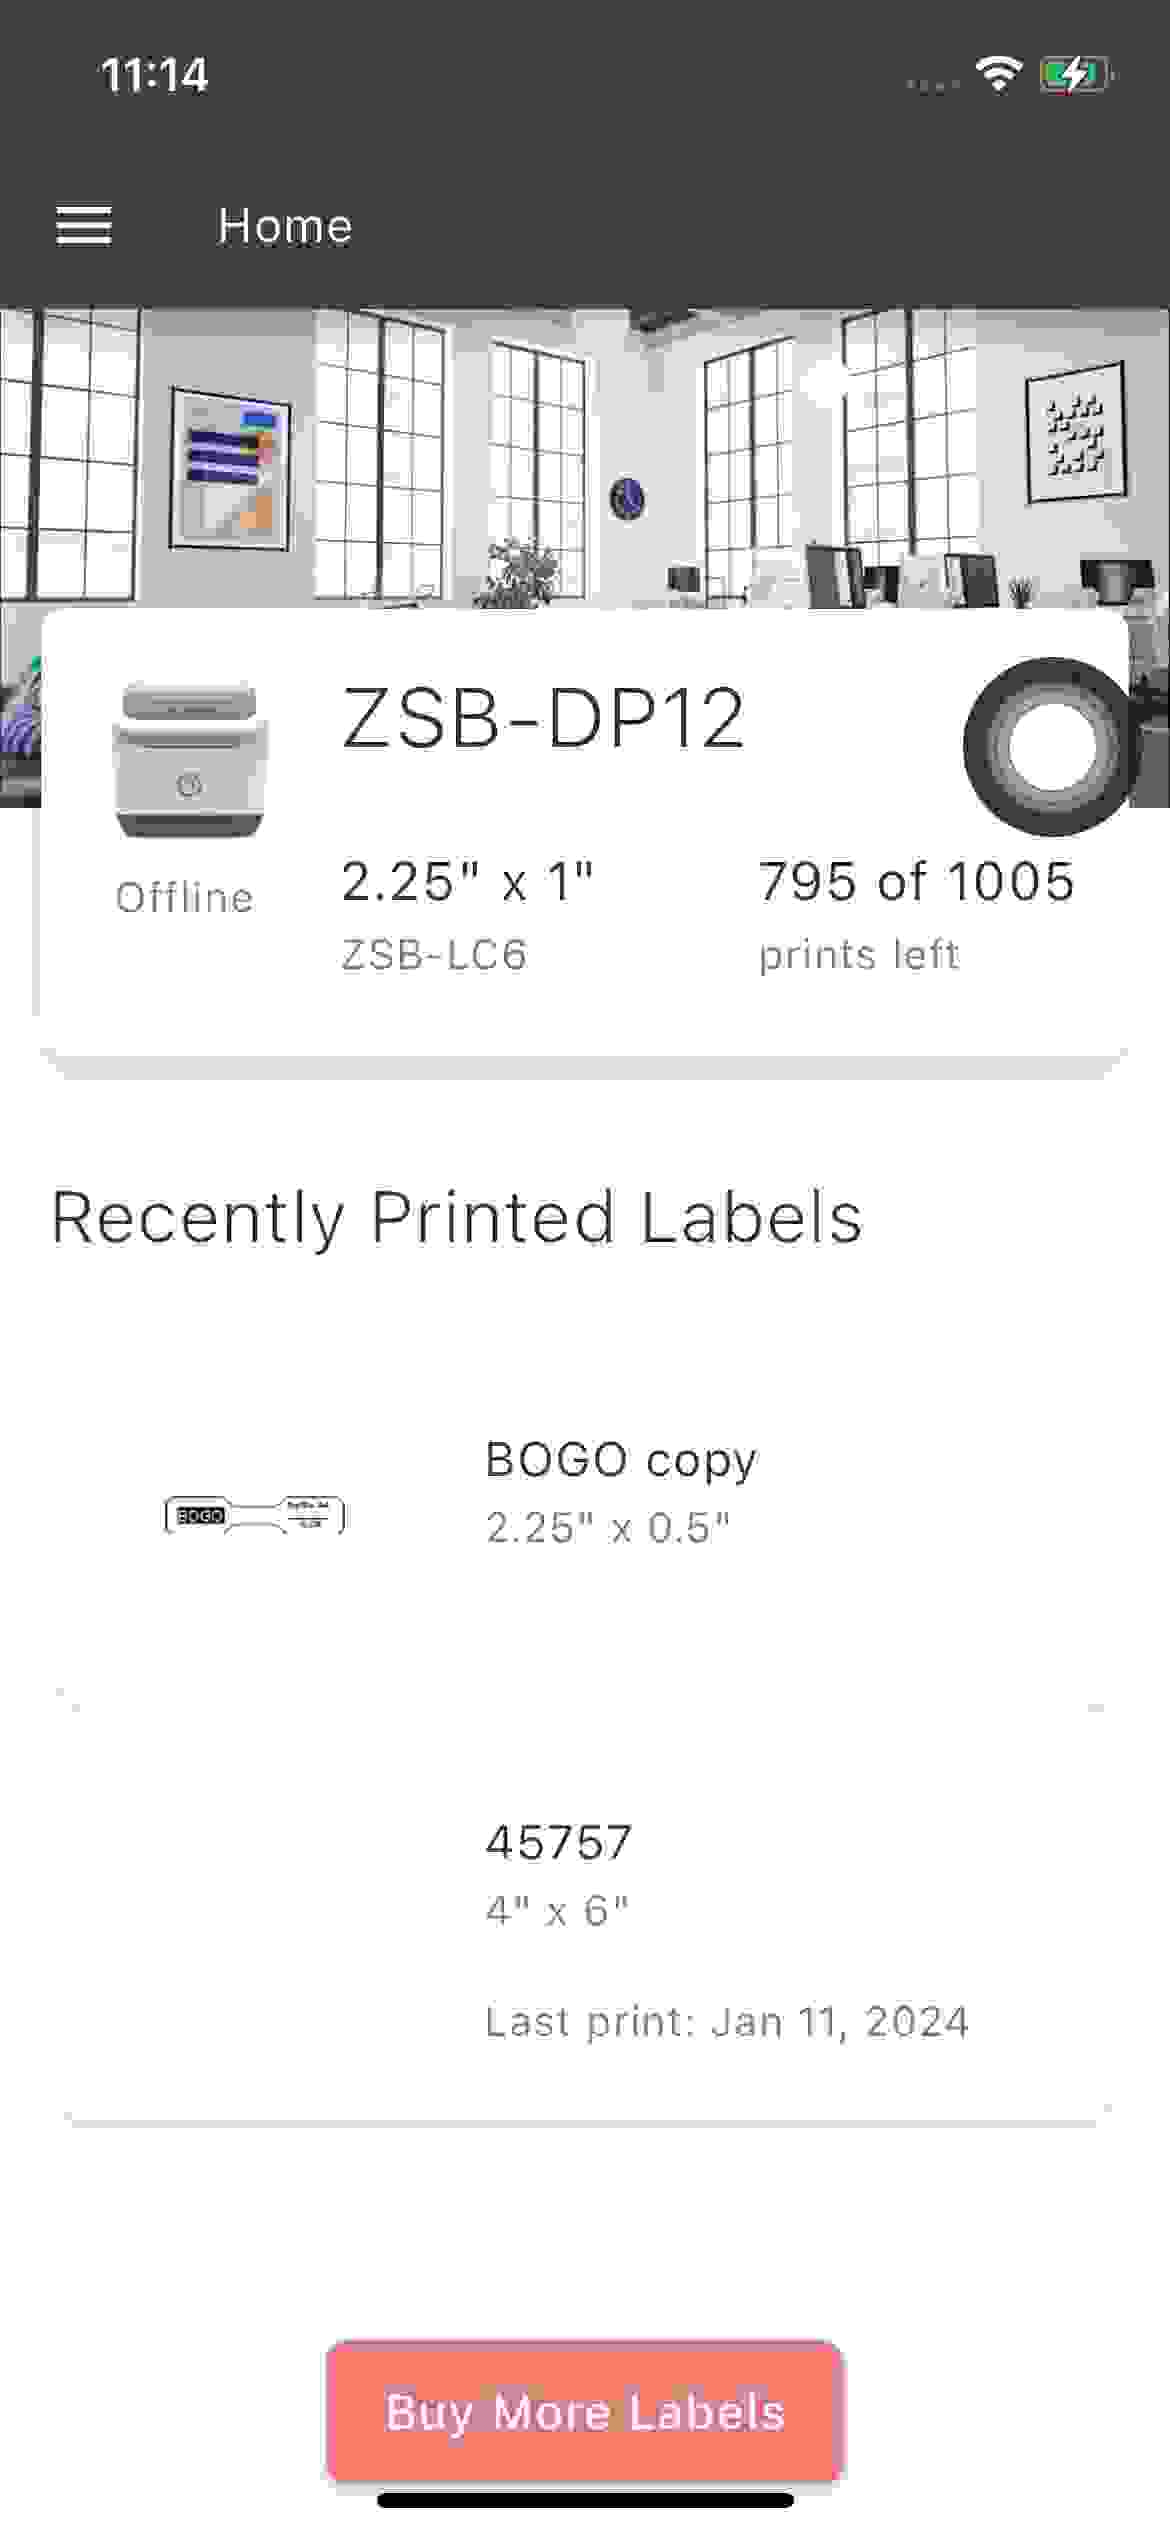 11:14
Home
ZSB-DP12
Offline
2.25" x 1"
795 of 1005
ZSB-LC6
prints left
Recently Printed Labels
BOGO copy
BOGO
2.25" x 0.5"
45757
4" x 6"
Last print: Jan 11, 2024
Buy More Labels